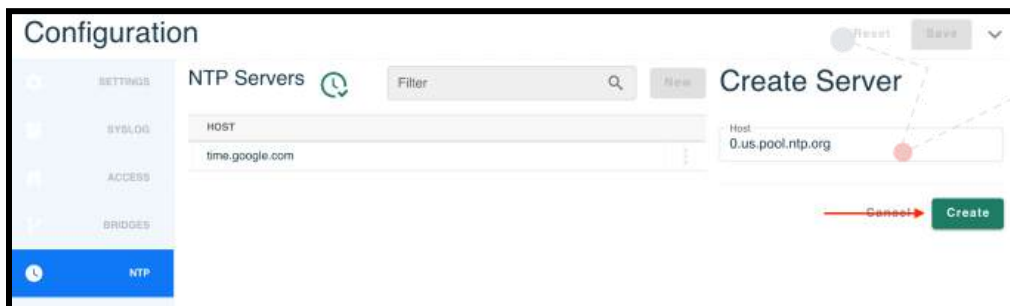 Configuration
Reset
Save
SETTINGS
SYSLOG
ACCESS
BRIDGES
NTP
NTP Servers
Filter
New
HOST
time.google.com
Create Server
Host
0.us.pool.ntp.org
Cancel
Create